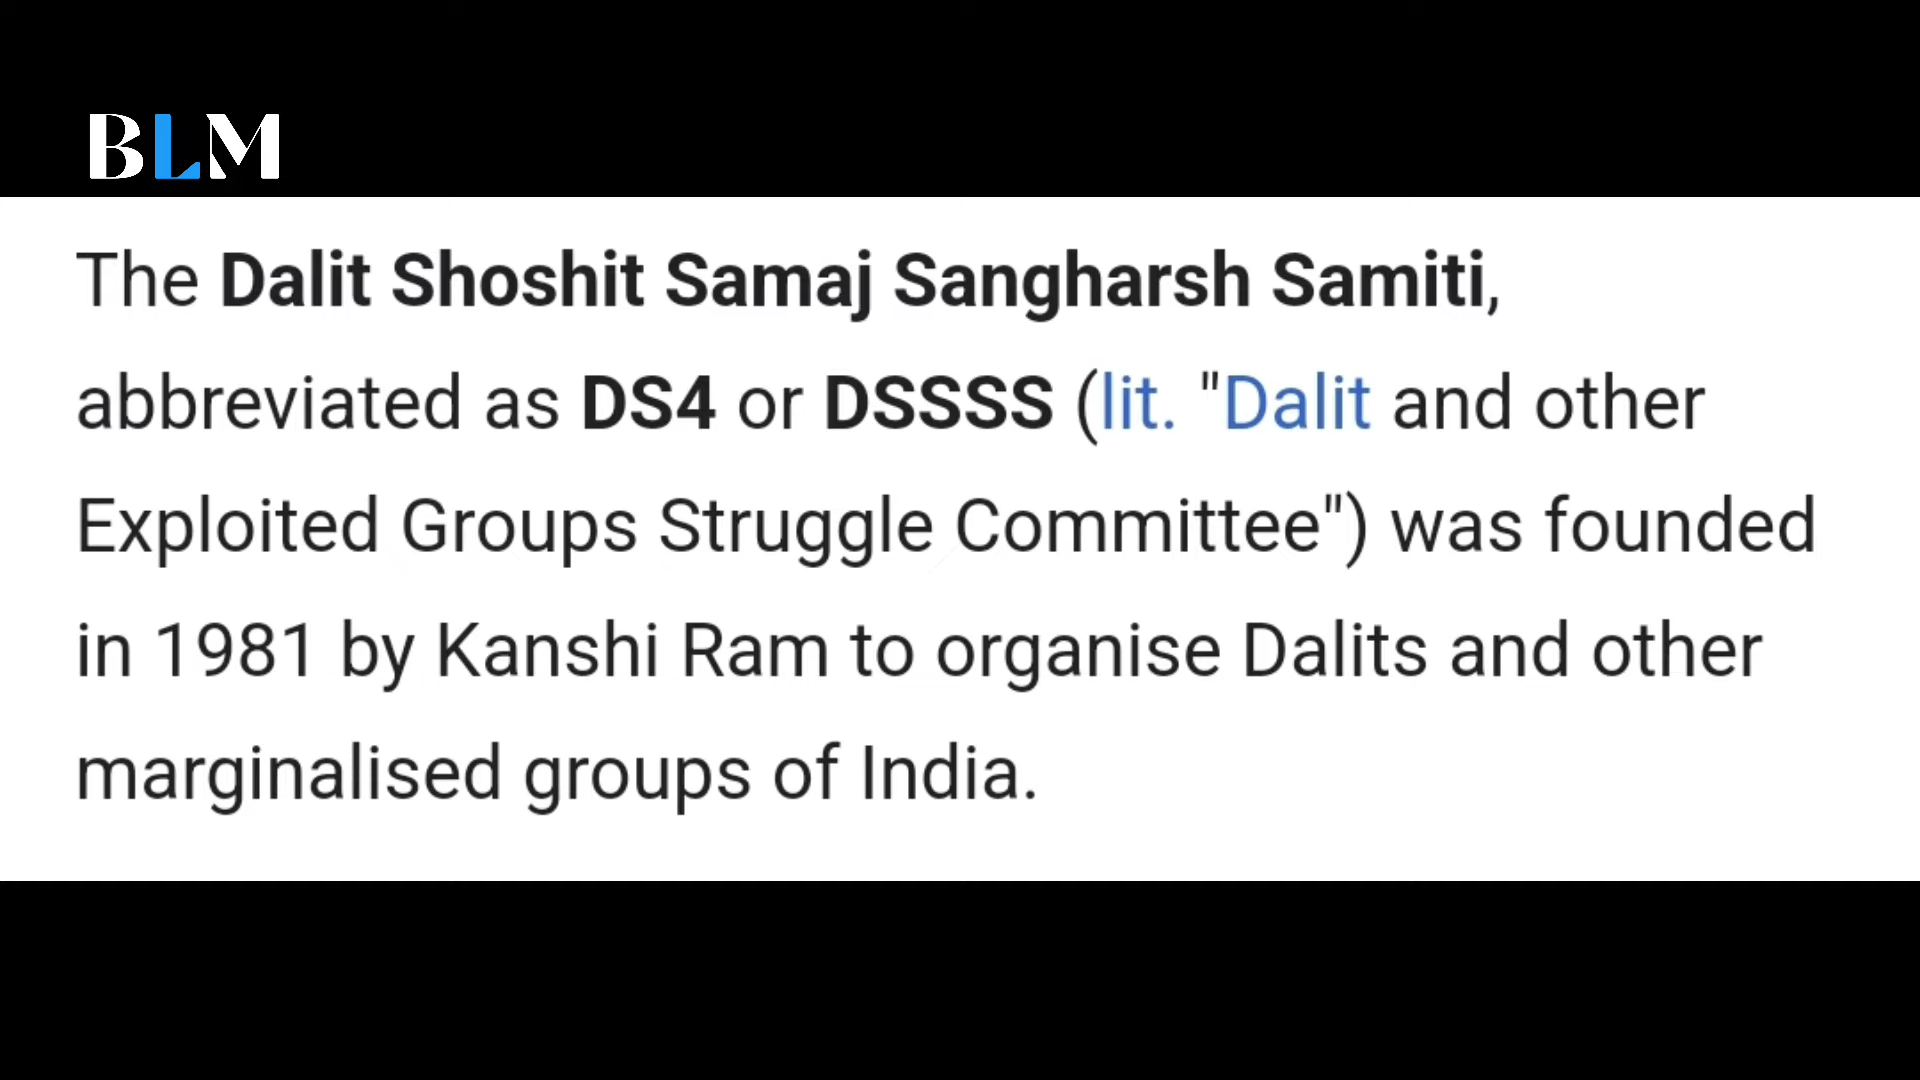 BLM
The Dalit Shoshit Samaj Sangharsh Samiti,
abbreviated as DS4 or DSSSS (lit. "Dalit and other
Exploited Groups Struggle Committee") was founded
in 1981 by Kanshi Ram to organise Dalits and other
marginalised groups of India.